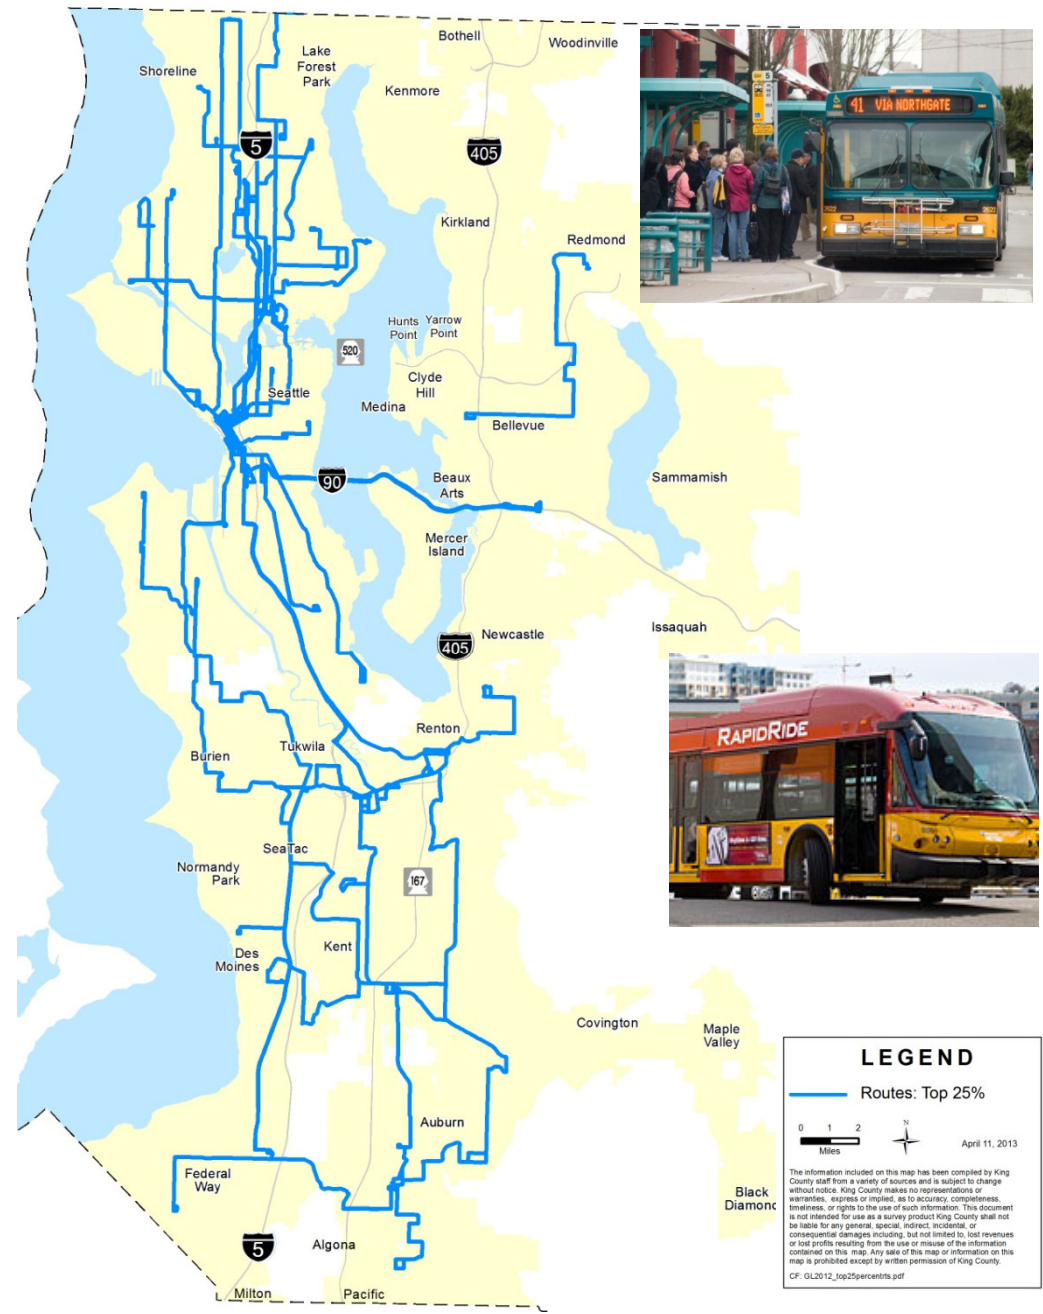 Bothell
Woodinville
Lake
Forest
Park
Shoreline
Kenmore
5
405
5
41 VIA NORTHGATE
Kirkland
Redmond
Hunts
Point
Yarrow
Point
520
Clyde
Hill
Seattle
Medina
Bellevue
90
Beaux
Arts
Sammamish
Mercer
Island
Newcastle
Issaquah
405
RAPIDRIDE
Renton
Tukwila
Burien
SeaTac
Normandy
Park
167
Kent
Des
Moines
Covington
Maple
Valley
Auburn
Federal
Way
Black
Diamond
5
Algona
Milton
Pacific
LEGEND
Routes: Top 25%
0 1 2
Miles
N
April 11, 2013
The information included on this map has been compiled by King
County staff from a variety of sources and is subject to change
without notice. King County makes no representations or
warranties, express or implied, as to accuracy, completeness,
timeliness, or rights to the use of such information. This document
is not intended for use as a survey product King County shall not
be liable for any general, special, indirect, incidental, or
consequential damages including, but not limited to, lost revenues
or lost profits resulting from the use or misuse of the information
contained on this map. Any sale of this map or information on this
map is prohibited except by written permission of King County.
CF: GL2012_top25percentrts.pdf